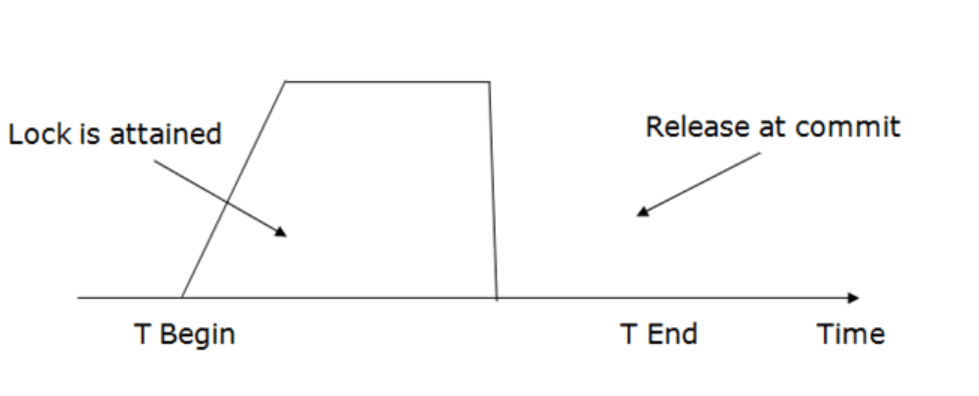 Lock is attained
Release at commit
T Begin
T End
Time